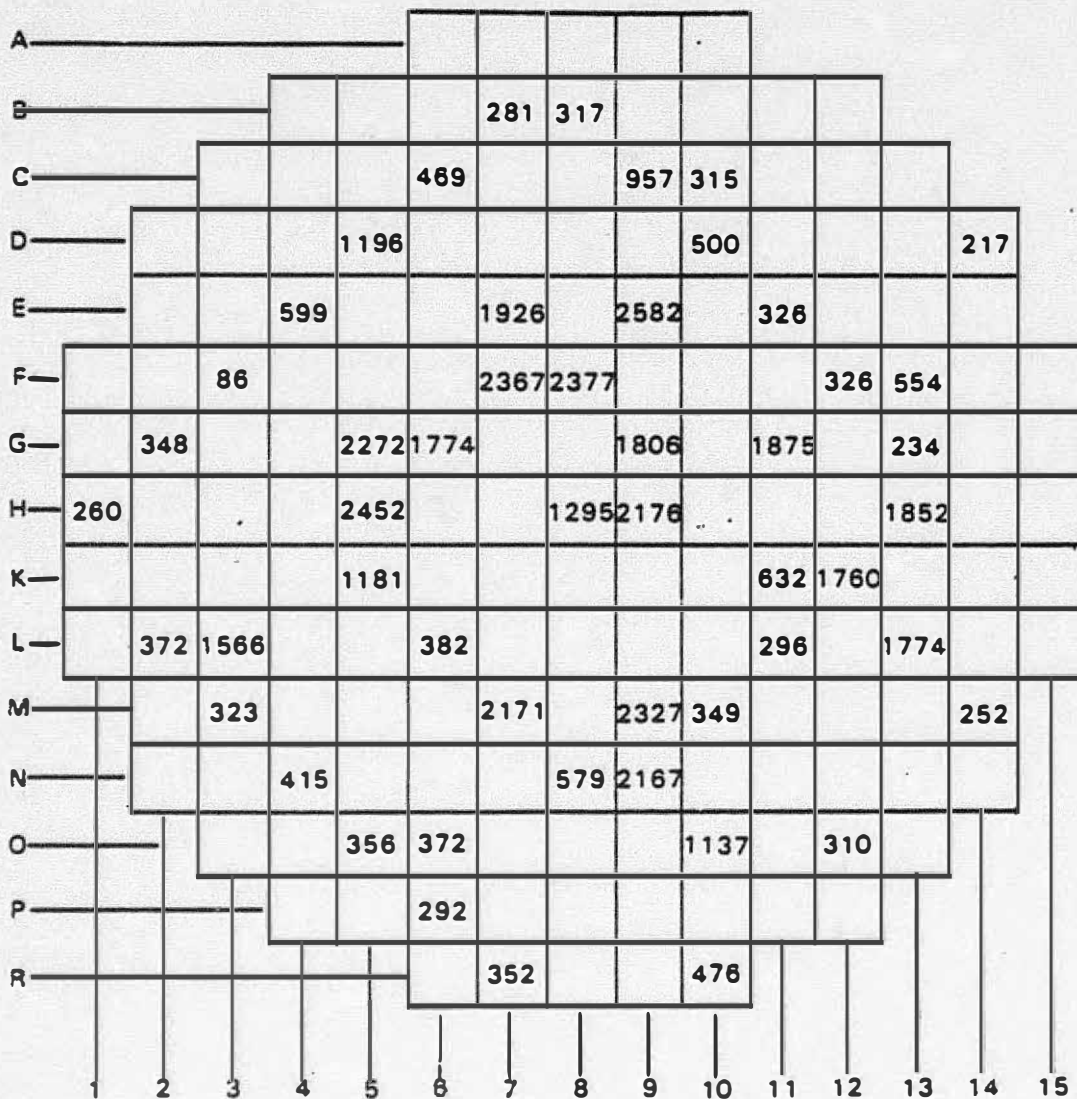 A
B 281 317
C 469 957 315
D 1196 500 217
E 599 1926 2582 326
F 86 2367 2377 326 554
G 348 2272 1774 1806 1875 234
H 260 2452 1295 2176 1852
K 1181 632 1760
L 372 1566 382 296 1774
M 323 2171 2327 349 252
N 415 579 2167
O 356 372 1137 310
P 292
R 352 476
1 2 3 4 5 6 7 8 9 10 11 12 13 14 15